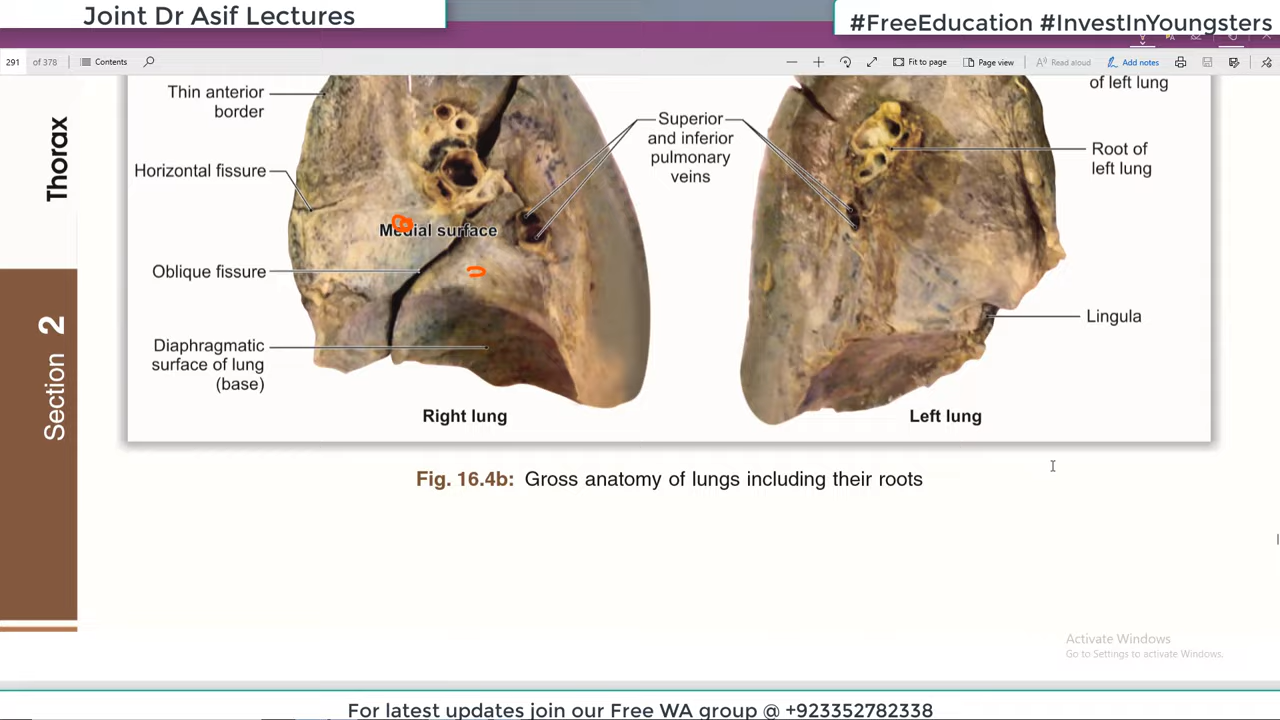 Joint Dr Asif Lectures
#FreeEducation #InvestInYoungsters
291 of 378
Contents
Fit to page
Page view
Read aloud
Add notes
Thorax
Section 2
Thin anterior
border
Horizontal fissure
Medial surface
Oblique fissure
Diaphragmatic
surface of lung
(base)
Right lung
Superior
and inferior
pulmonary
veins
of left lung
Root of
left lung
Lingula
Left lung
Fig. 16.4b: Gross anatomy of lungs including their roots
Activate Windows
Go to Settings to activate Windows.
For latest updates join our Free WA group @ +923352782338